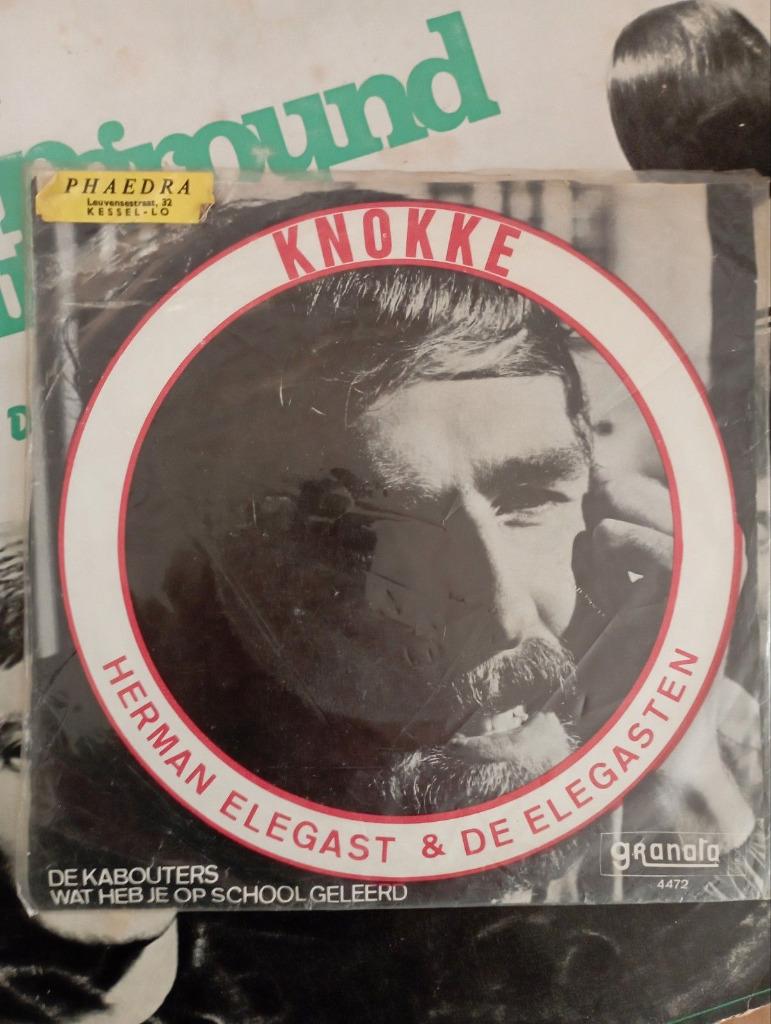 Pground
PHAEDRA
Leuvensestraat, 32
KESSEL-LO
KNOKKE
HERMAN ELEGAST & DE ELEGASTEN
DE KABOUTERS
WAT HEB JE OP SCHOOL GELEERD
granata
4472